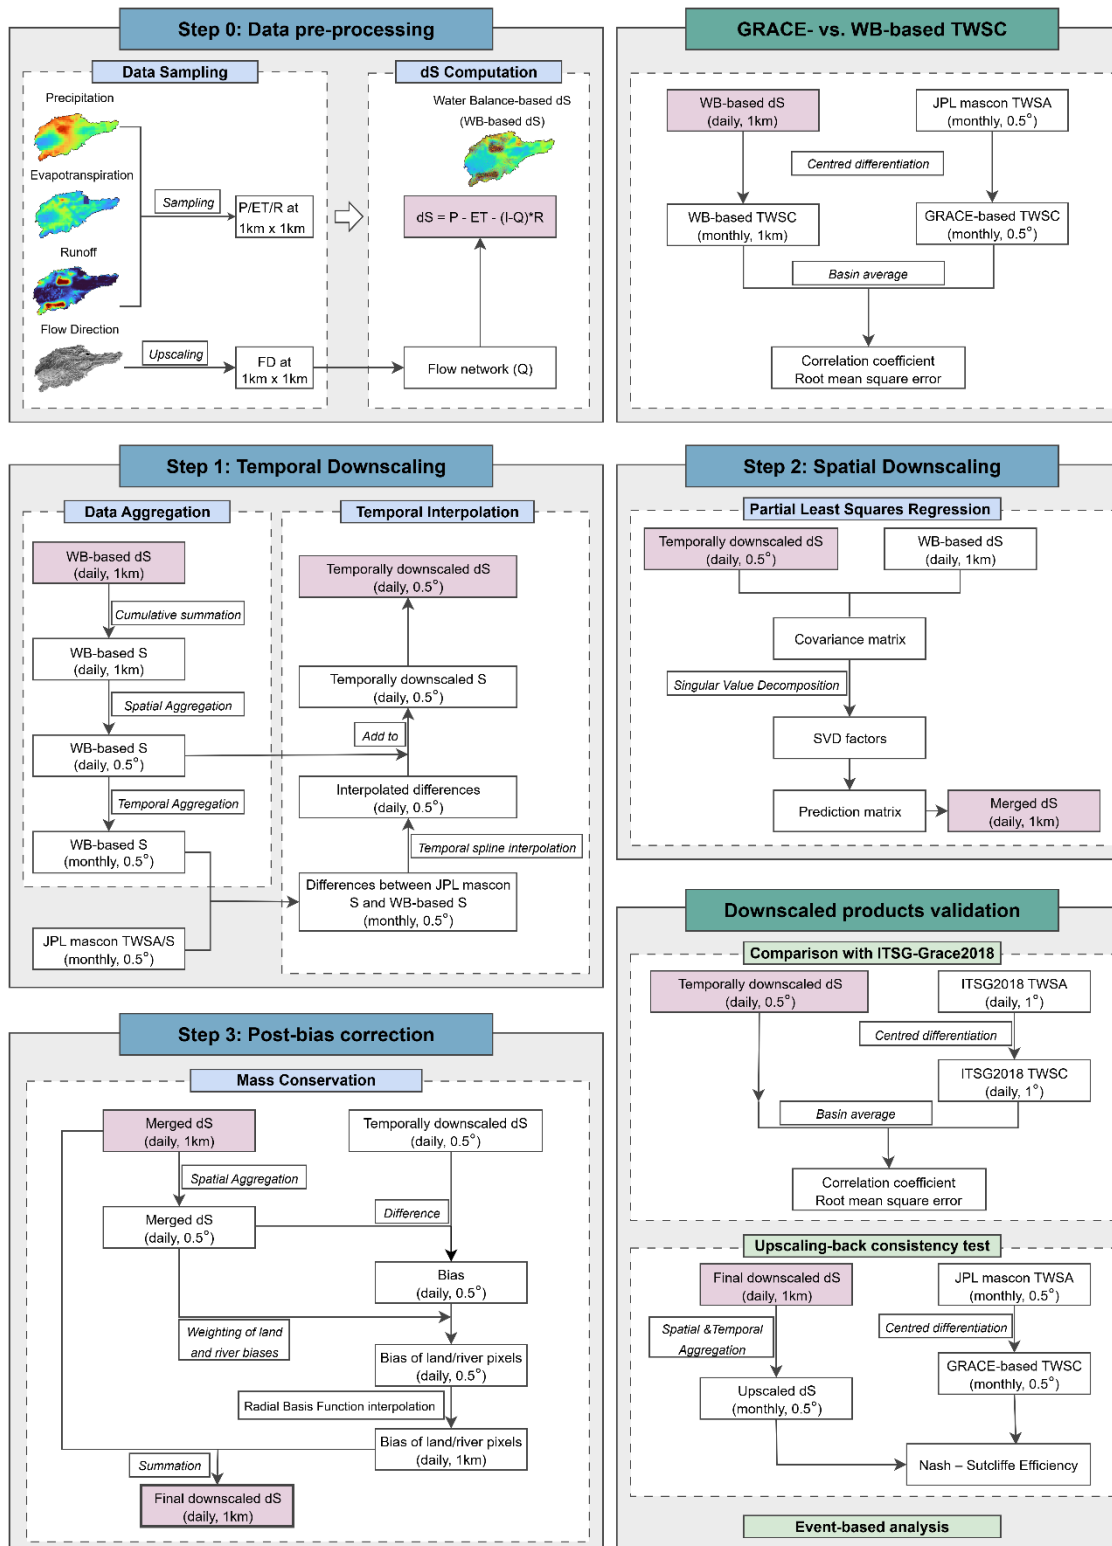 Step 0: Data pre-processing
Data Sampling
Precipitation
Evapotranspiration
Runoff
Flow Direction
Sampling
P/ET/R at
1km x 1km
Upscaling
FD at
1km x 1km
dS Computation
Water Balance-based dS
(WB-based dS)
dS = P - ET - (I-Q)*R
Flow network (Q)
GRACE- vs. WB-based TWSC
WB-based dS
(daily, 1km)
JPL mascon TWSA
(monthly, 0.5°)
Centred differentiation
WB-based TWSC
(monthly, 1km)
GRACE-based TWSC
(monthly, 0.5°)
Basin average
Correlation coefficient
Root mean square error
Step 1: Temporal Downscaling
Data Aggregation
WB-based dS
(daily, 1km)
Cumulative summation
WB-based S
(daily, 1km)
Spatial Aggregation
WB-based S
(daily, 0.5°)
Temporal Aggregation
WB-based S
(monthly, 0.5°)
JPL mascon TWSA/S
(monthly, 0.5°)
Temporal Interpolation
Temporally downscaled dS
(daily, 0.5°)
Temporally downscaled S
(daily, 0.5°)
Add to
Interpolated differences
(daily, 0.5°)
Temporal spline interpolation
Differences between JPL mascon
S and WB-based S
(monthly, 0.5°)
Step 2: Spatial Downscaling
Partial Least Squares Regression
Temporally downscaled dS
(daily, 0.5°)
WB-based dS
(daily, 1km)
Covariance matrix
Singular Value Decomposition
SVD factors
Prediction matrix
Merged dS
(daily, 1km)
Step 3: Post-bias correction
Mass Conservation
Merged dS
(daily, 1km)
Temporally downscaled dS
(daily, 0.5°)
Spatial Aggregation
Difference
Merged dS
(daily, 0.5°)
Bias
(daily, 0.5°)
Weighting of land
and river biases
Bias of land/river pixels
(daily, 0.5°)
Radial Basis Function interpolation
Bias of land/river pixels
(daily, 1km)
Summation
Final downscaled dS
(daily, 1km)
Downscaled products validation
Comparison with ITSG-Grace2018
Temporally downscaled dS
(daily, 0.5°)
ITSG2018 TWSA
(daily, 1°)
Centred differentiation
ITSG2018 TWSC
(daily, 1°)
Basin average
Correlation coefficient
Root mean square error
Upscaling-back consistency test
Final downscaled dS
(daily, 1km)
JPL mascon TWSA
(monthly, 0.5°)
Spatial &Temporal
Aggregation
Centred differentiation
GRACE-based TWSC
(monthly, 0.5°)
Upscaled dS
(monthly, 0.5°)
Nash – Sutcliffe Efficiency
Event-based analysis